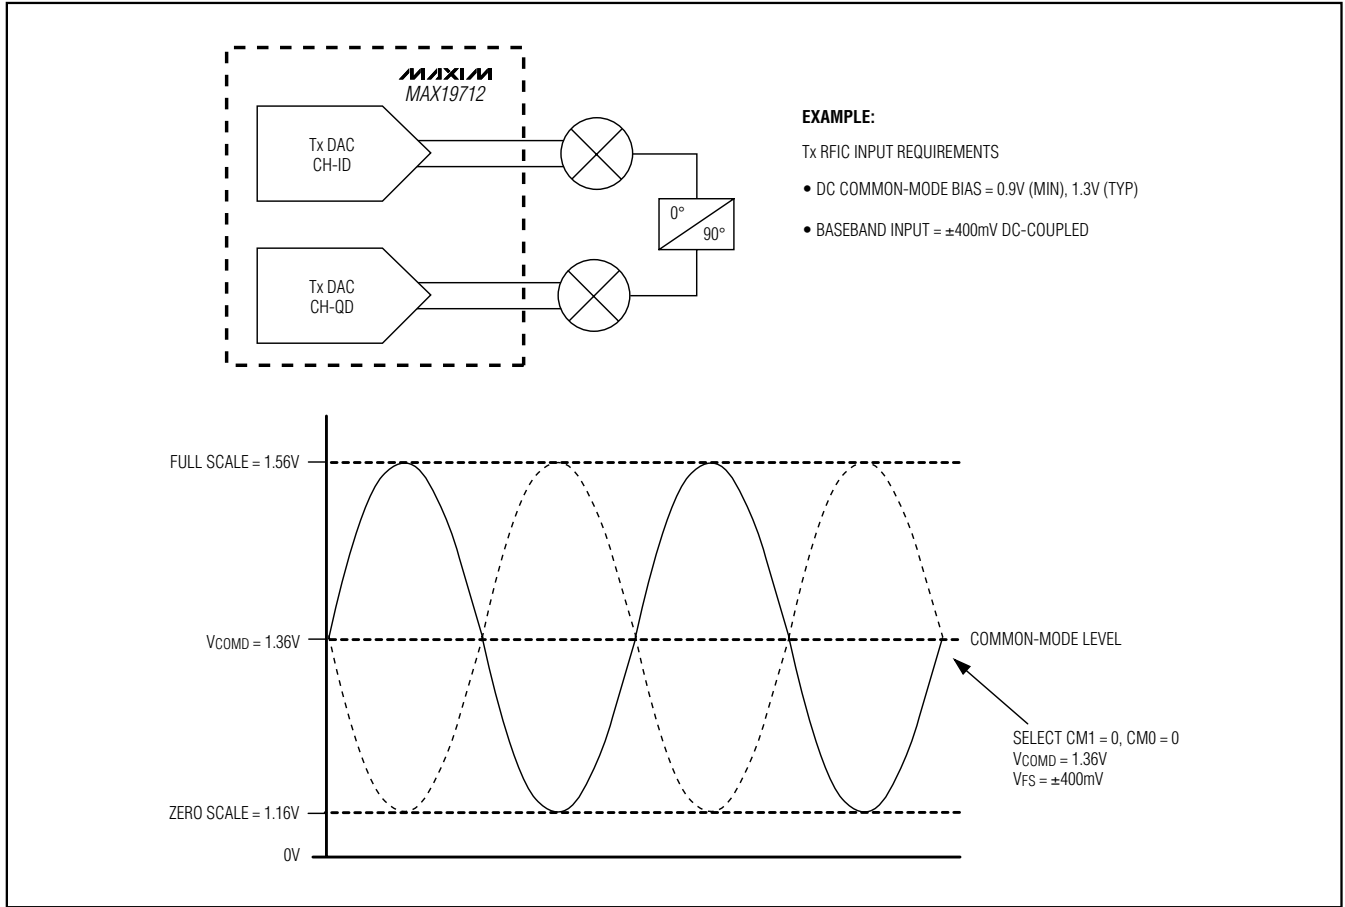 MAXIM
MAX19712
Tx DAC
CH-ID
0°
90°
Tx DAC
CH-QD
EXAMPLE:
Tx RFIC INPUT REQUIREMENTS
• DC COMMON-MODE BIAS = 0.9V (MIN), 1.3V (TYP)
• BASEBAND INPUT = ±400mV DC-COUPLED
FULL SCALE = 1.56V
VCOMD = 1.36V
COMMON-MODE LEVEL
SELECT CM1 = 0, CM0 = 0
VCOMD = 1.36V
VFS = ±400mV
ZERO SCALE = 1.16V
0V